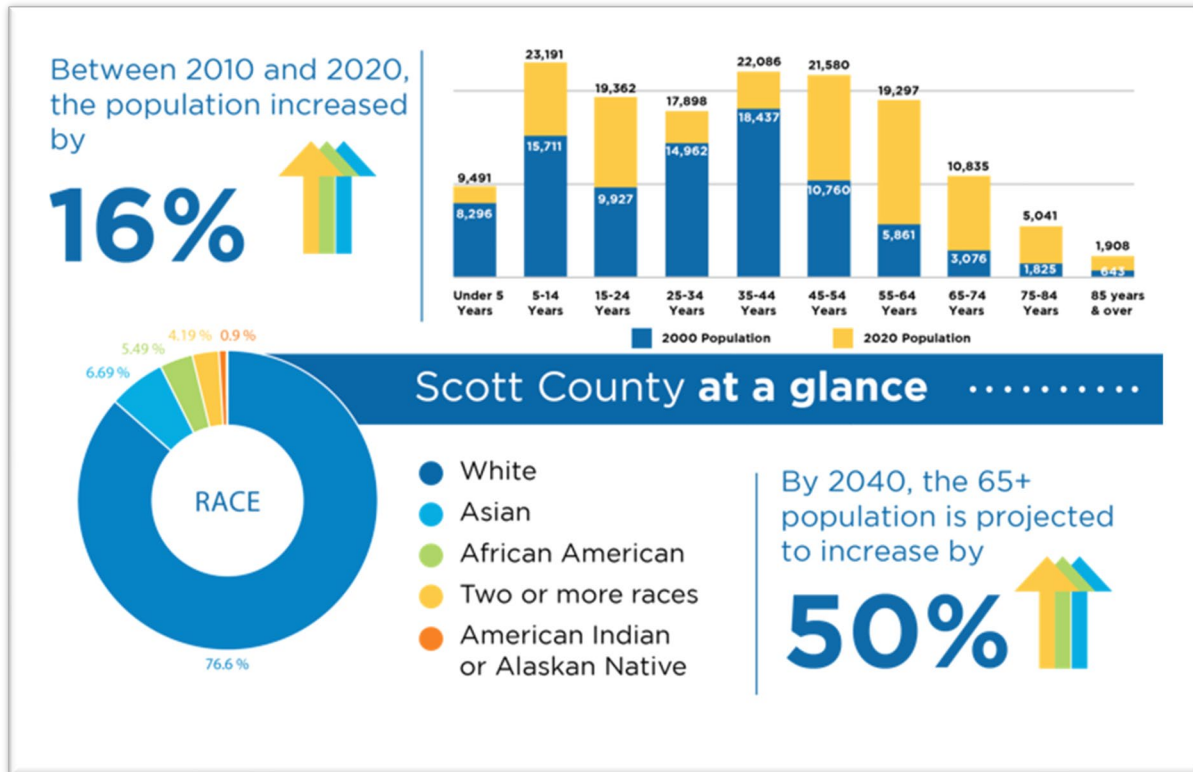 Between 2010 and 2020,
the population increased
by
16%
23,191
22,086
21,580
19,362
19,297
17,898
18,437
15,711
14,962
10,835
10,760
9,491
9,927
8,296
5,861
5,041
3,076
1,908
1,825
643
Under 5
Years
5-14
Years
15-24
Years
25-34
Years
35-44
Years
45-54
Years
55-64
Years
65-74
Years
75-84
Years
85 years
& over
2000 Population
2020 Population
4.19 %
0.9 %
5.49 %
6.69 %
RACE
76.6 %
Scott County at a glance
White
Asian
African American
Two or more races
American Indian
or Alaskan Native
By 2040, the 65+
population is projected
to increase by
50%